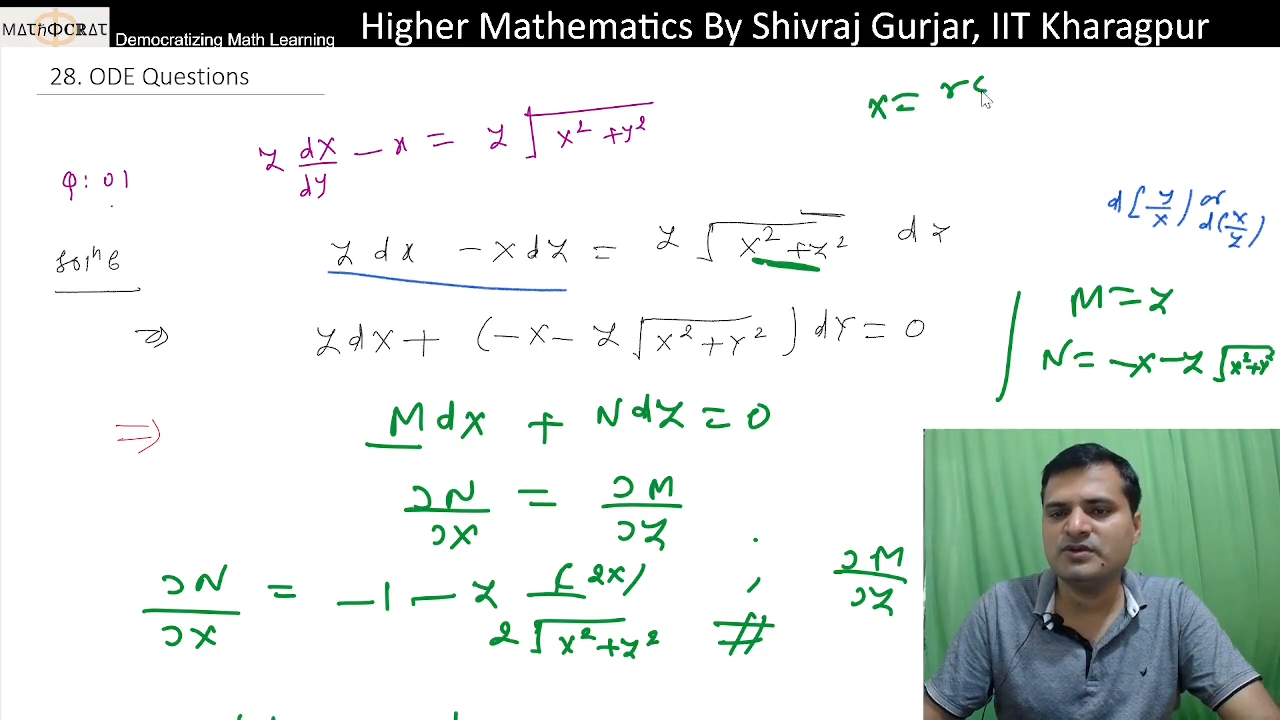 MATHOCRAT
Democratizing Math Learning
Higher Mathematics By Shivraj Gurjar, IIT Kharagpur
28. ODE Questions
x = r
Q: 01
y dx/dy - x = y √(x² + y²)
d(y/x) or d(x/y)
solne
y dx - x dy = y √(x² + y²) dy
⇒ y dx + (-x - y √(x² + y²)) dy = 0
M = y
N = -x - y √(x² + y²)
⇒ M dx + N dy = 0
∂N/∂x = ∂M/∂y .
∂N/∂x = -1 - y (2x)/2√(x² + y²) ; ≠ ∂M/∂y